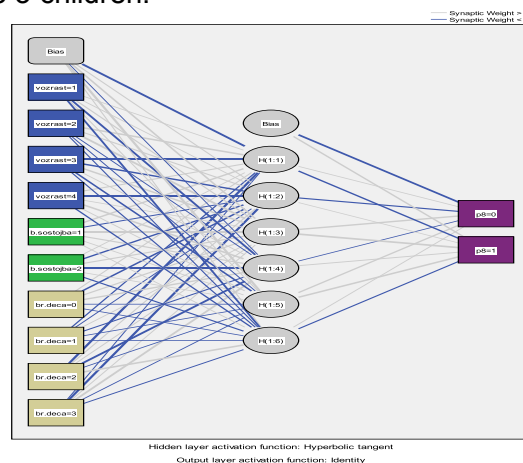 Synaptic Weight >
Synaptic Weight <
Bias
vozrast=1
vozrast=2
vozrast=3
vozrast=4
b.sostojba=1
b.sostojba=2
br.deca=0
br.deca=1
br.deca=2
br.deca=3
Bias
H(1:1)
H(1:2)
H(1:3)
H(1:4)
H(1:5)
H(1:6)
p8=0
p8=1
Hidden layer activation function: Hyperbolic tangent
Output layer activation function: Identity